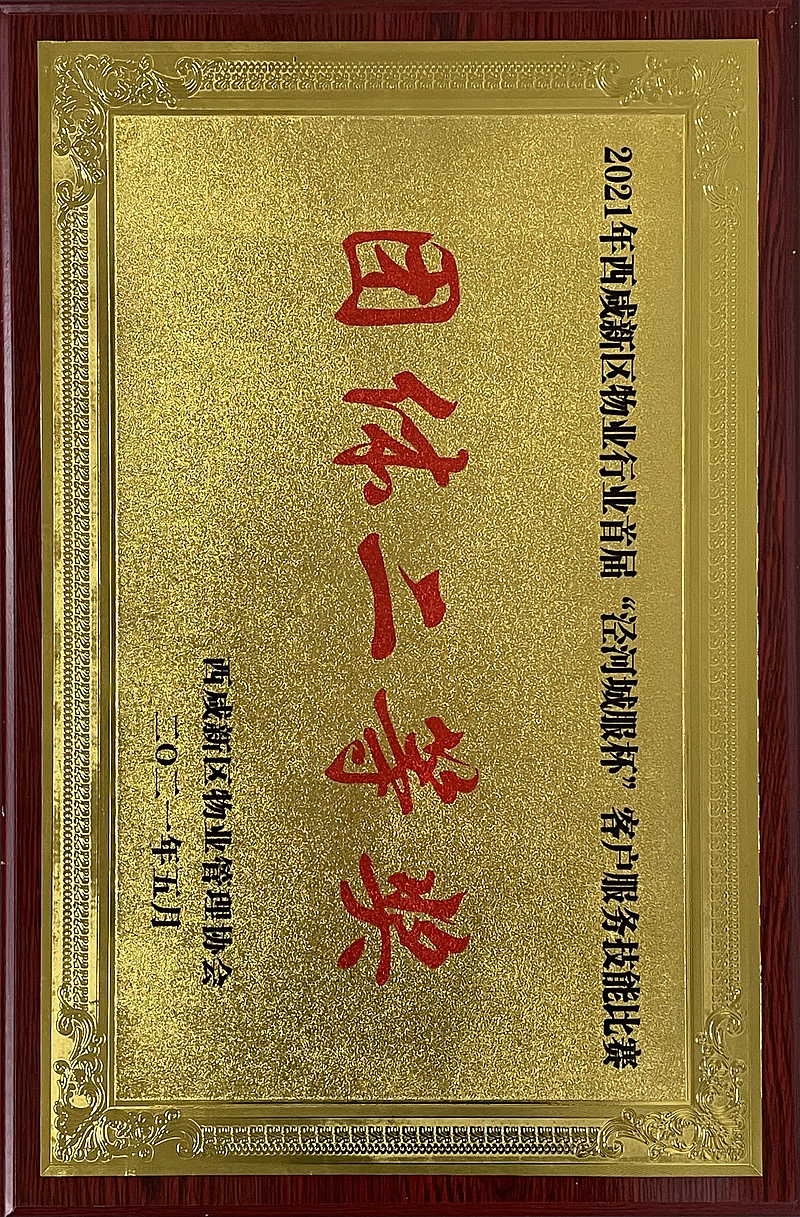 2021年西咸新区物业行业首届“泾河城服杯”客户服务技能比赛
团体二等奖
西咸新区物业管理协会
二〇二一年五月